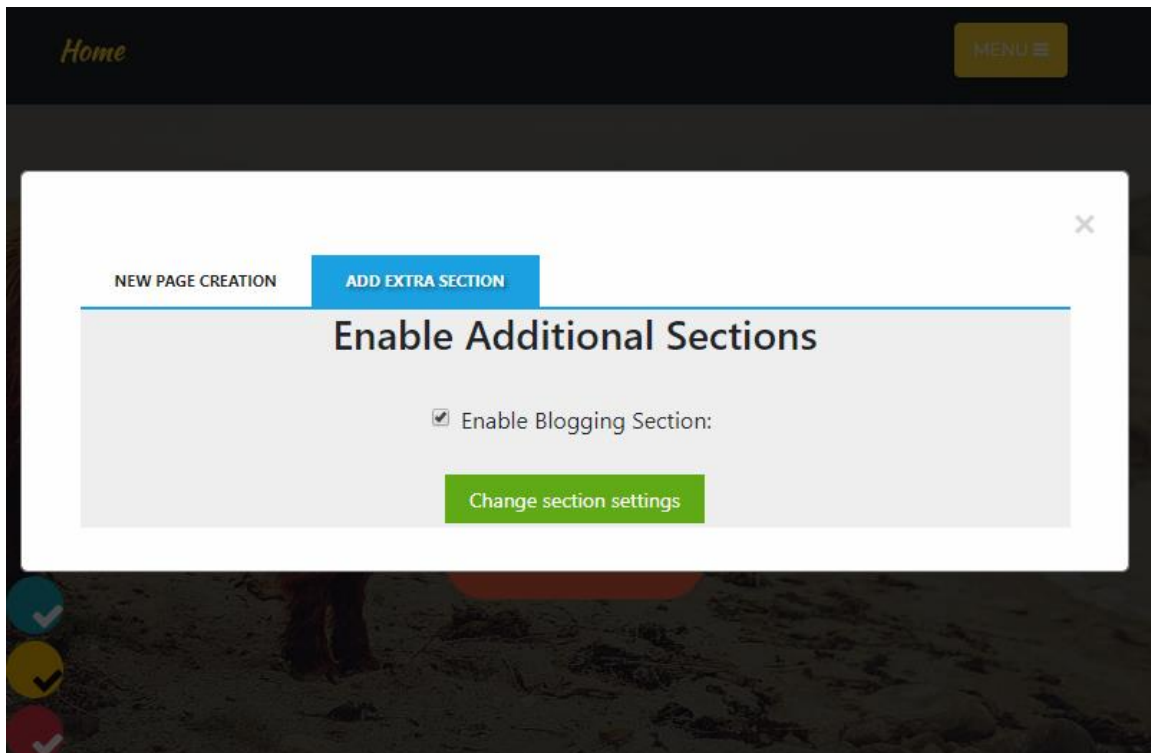 Home
MENU
NEW PAGE CREATION
ADD EXTRA SECTION
Enable Additional Sections
Enable Blogging Section:
Change section settings